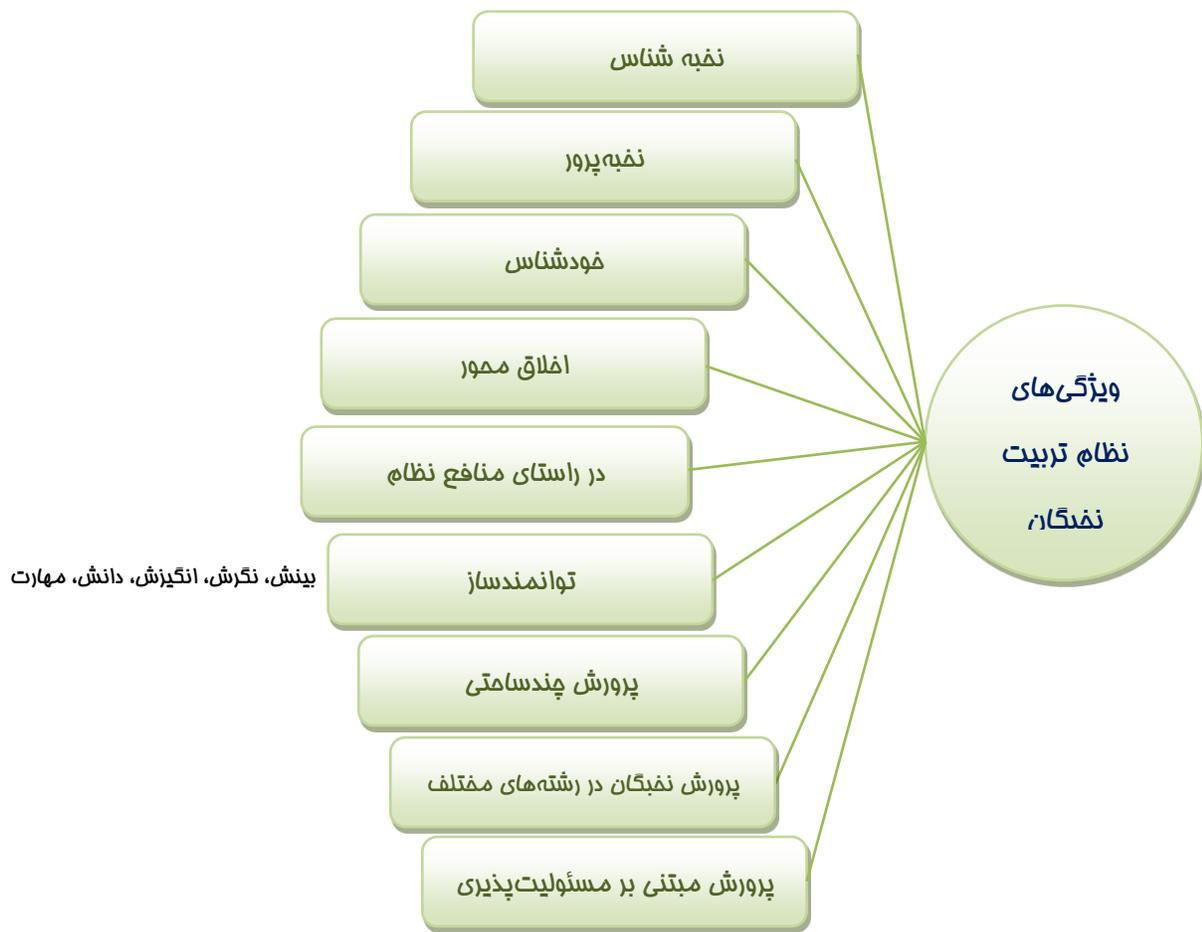 ویژگی‌های
نظام تربیت
نخبگان
نخبه شناس
نخبه‌پرور
خودشناس
اخلاق محور
در راستای منافع نظام
توانمندساز
بینش، نگرش، انگیزش، دانش، مهارت
پرورش چندساحتی
پرورش نخبگان در رشته‌های مختلف
پرورش مبتنی بر مسئولیت‌پذیری